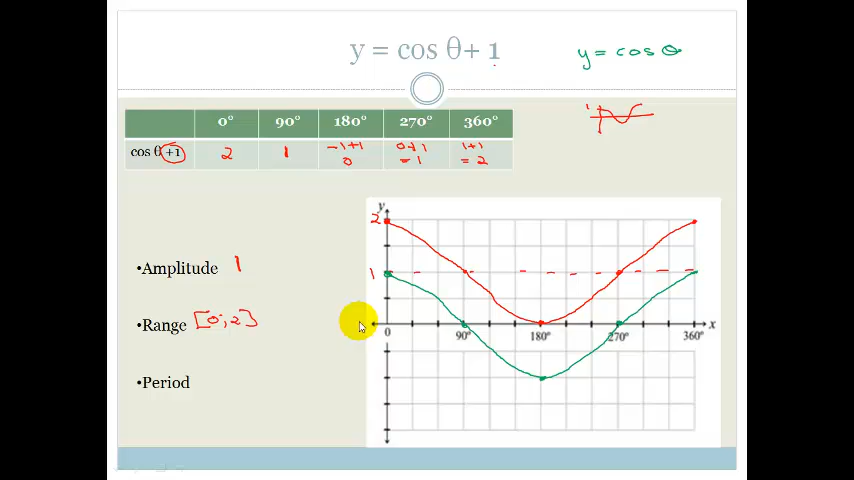 y = cos θ+ 1
y = cos θ
1
0° 90° 180° 270° 360°
cos θ +1 2 1 -1+1 0+1 1+1
0 = 1 = 2
y
2
•Amplitude 1
1
•Range [0;2]
0 90° 180° 270° 360° x
•Period